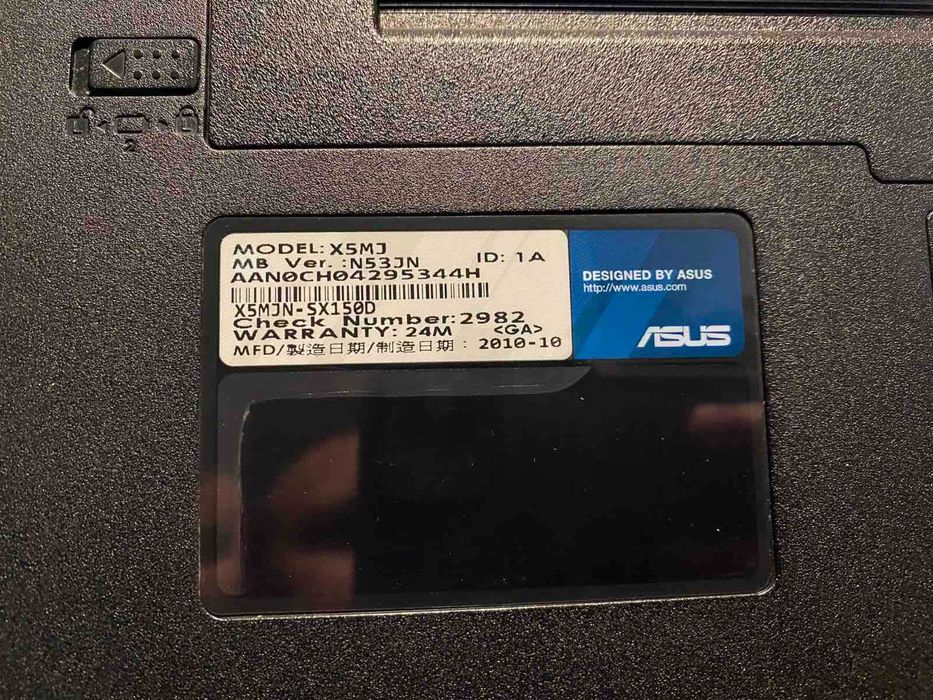 2
MODEL: X5MJ
MB Ver. :N53JN ID: 1A
AAN0CH04295344H
X5MJN-SX150D
Check Number:2982
WARRANTY: 24M <GA>
MFD/製造日期/制造日期 : 2010-10
DESIGNED BY ASUS
http://www.asus.com
ASUS